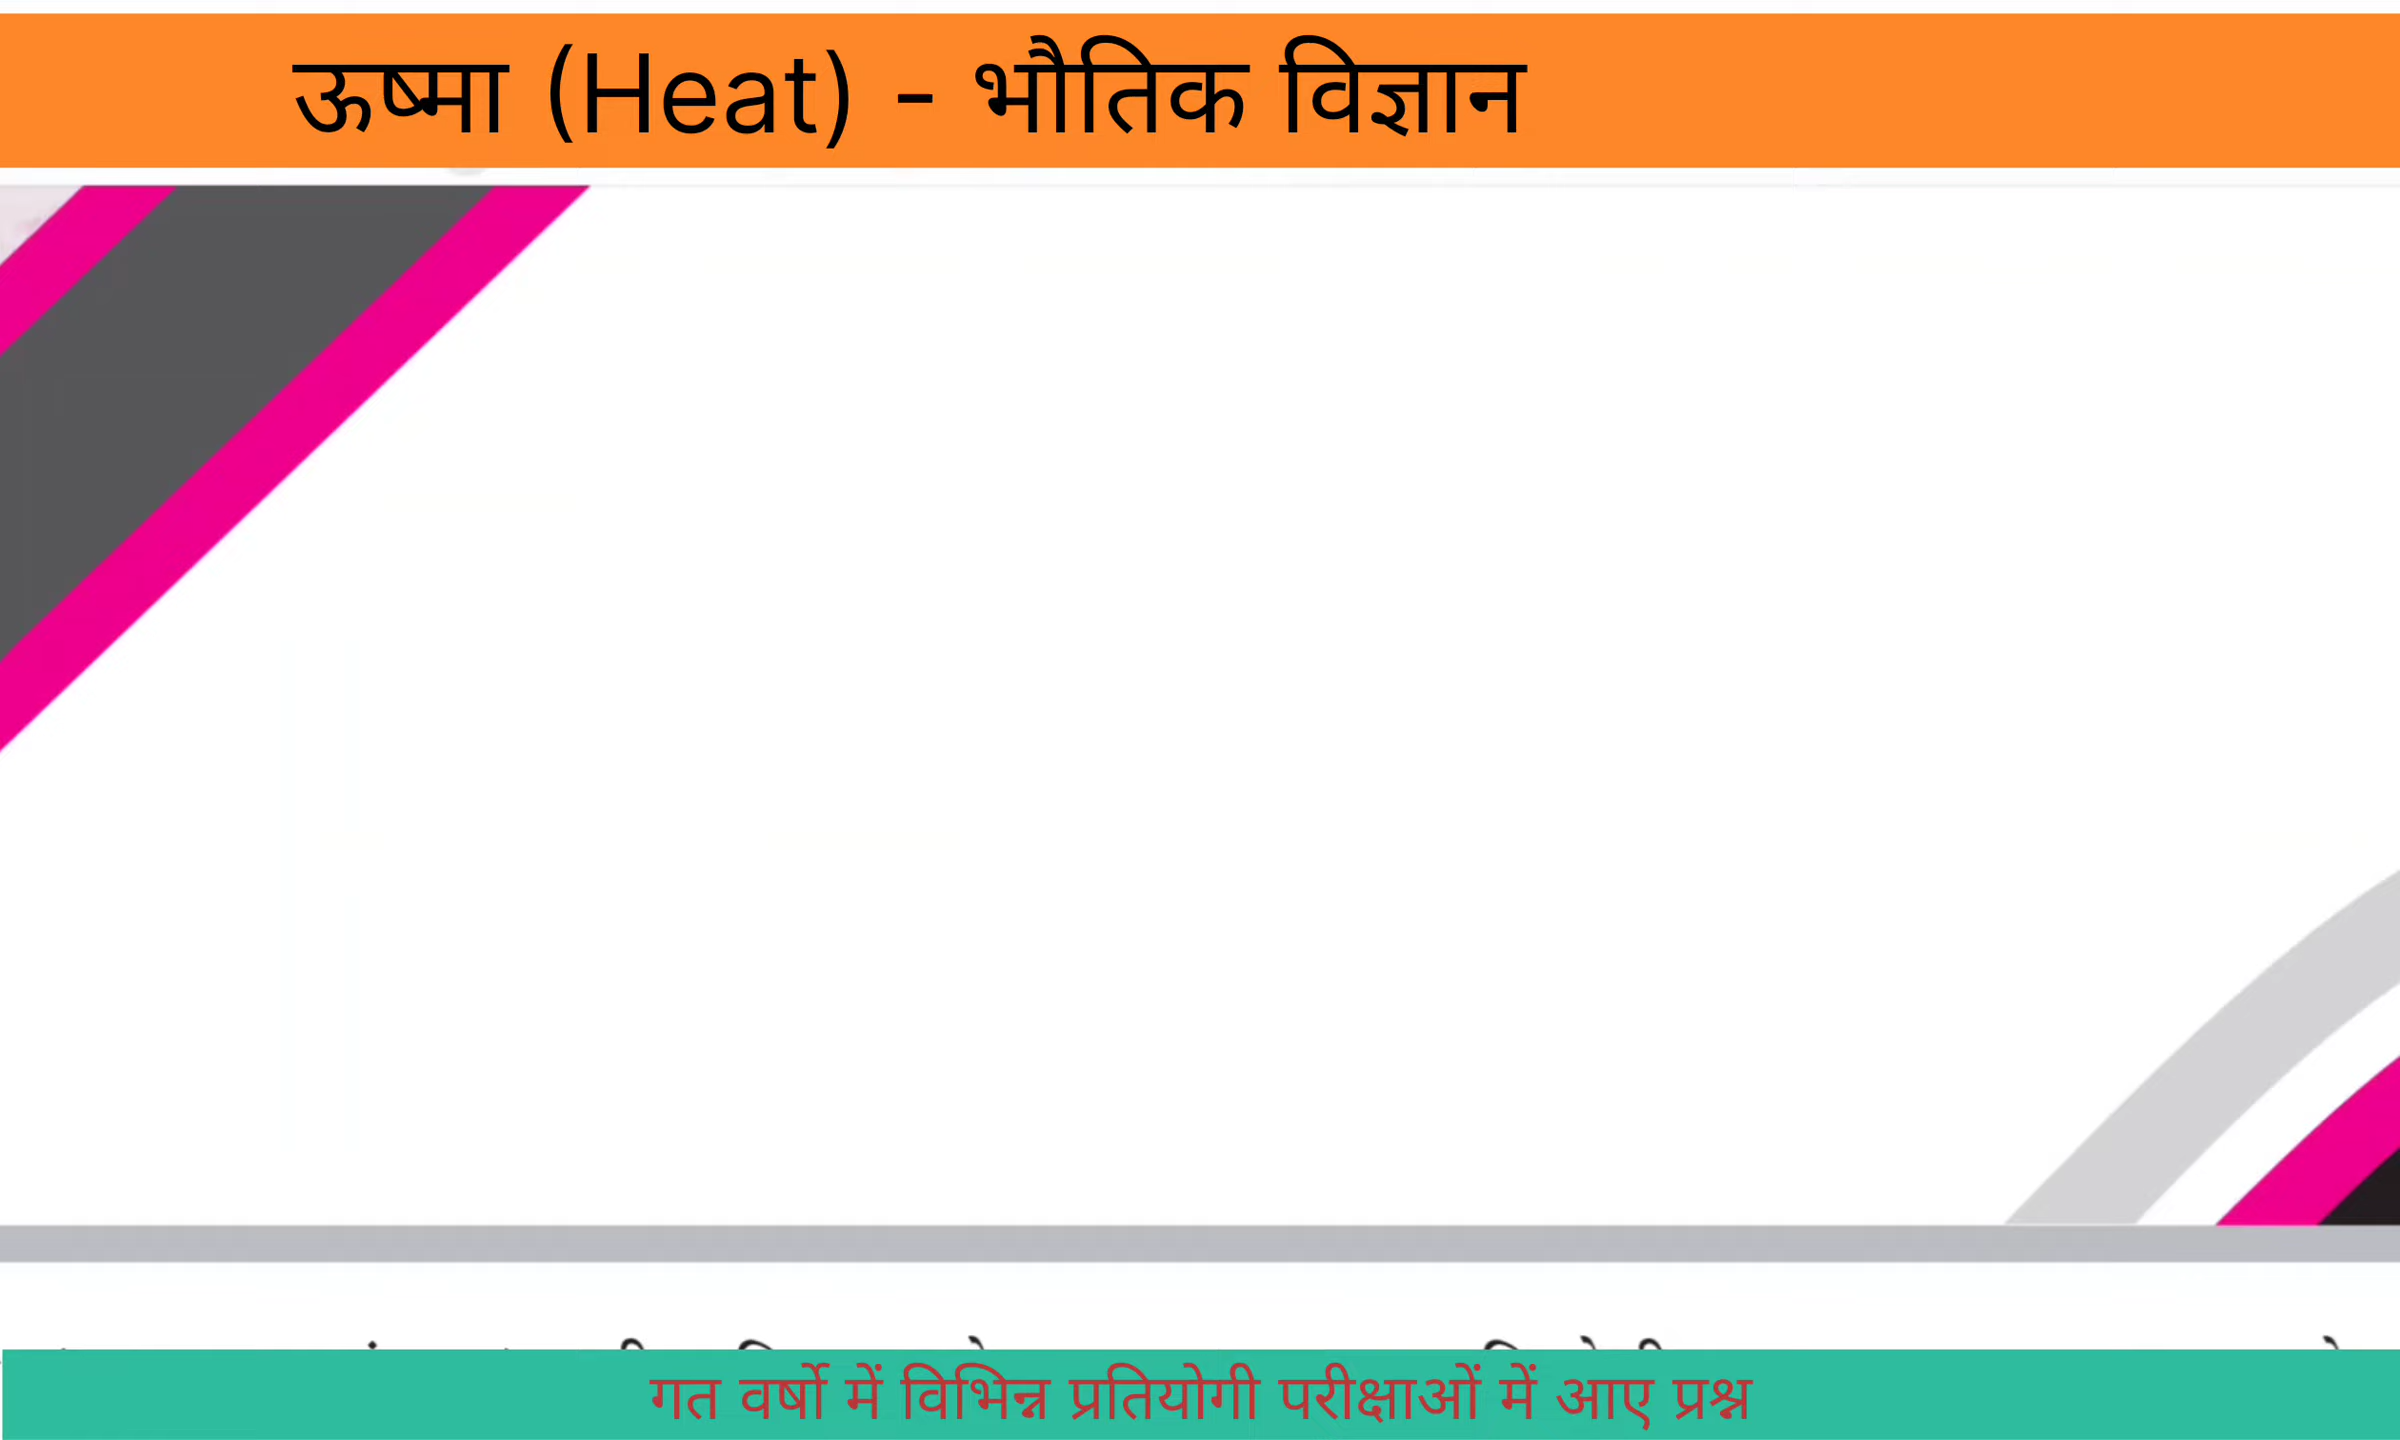 ऊष्मा (Heat) - भौतिक विज्ञान
गत वर्षो में विभिन्न प्रतियोगी परीक्षाओं में आए प्रश्न